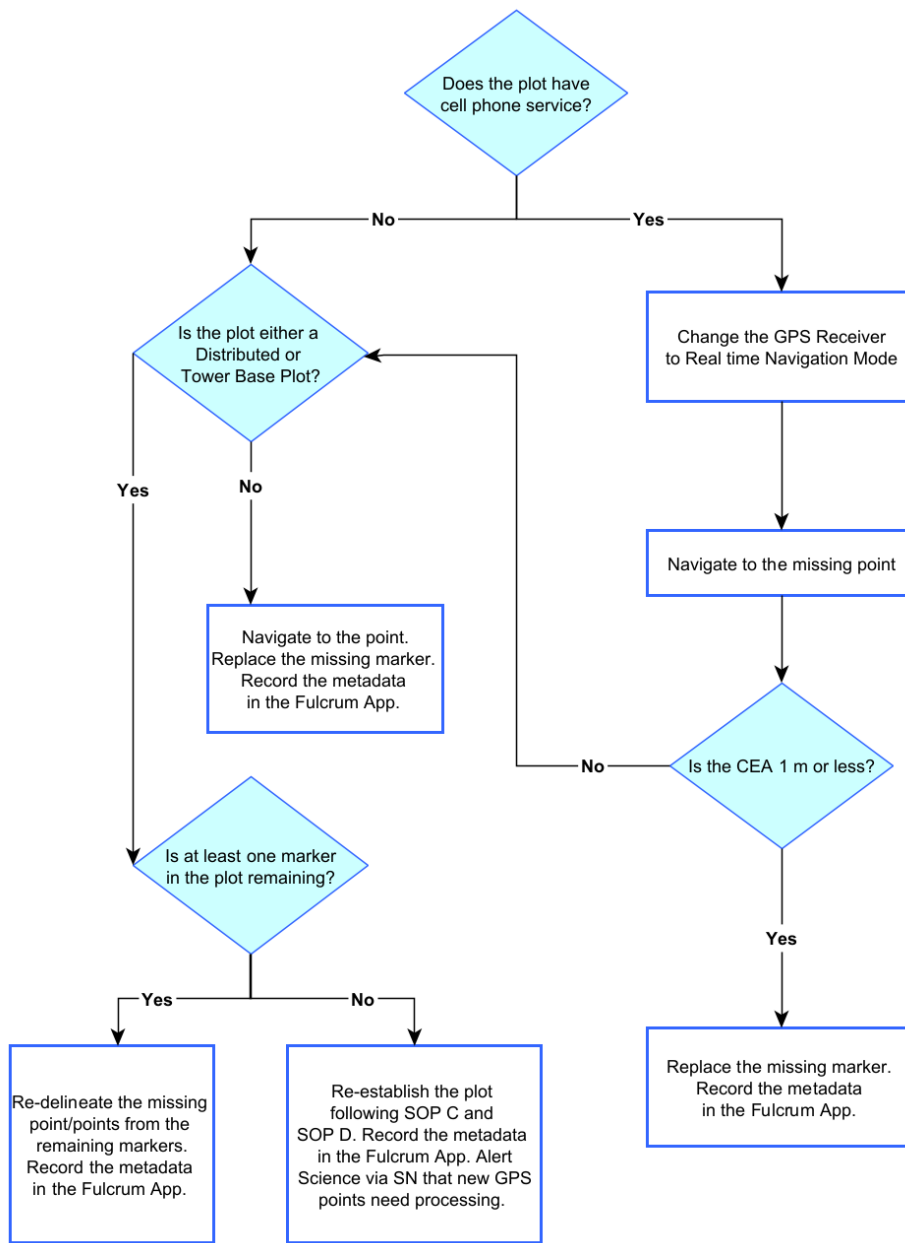 Does the plot have
cell phone service?
No
Yes
Is the plot either a
Distributed or
Tower Base Plot?
Change the GPS Receiver
to Real time Navigation Mode
Yes
No
Navigate to the missing point
Navigate to the point.
Replace the missing marker.
Record the metadata
in the Fulcrum App.
No
Is the CEA 1 m or less?
Is at least one marker
in the plot remaining?
Yes
Yes
No
Re-delineate the missing
point/points from the
remaining markers.
Record the metadata
in the Fulcrum App.
Re-establish the plot
following SOP C and
SOP D. Record the metadata
in the Fulcrum App. Alert
Science via SN that new GPS
points need processing.
Replace the missing marker.
Record the metadata
in the Fulcrum App.